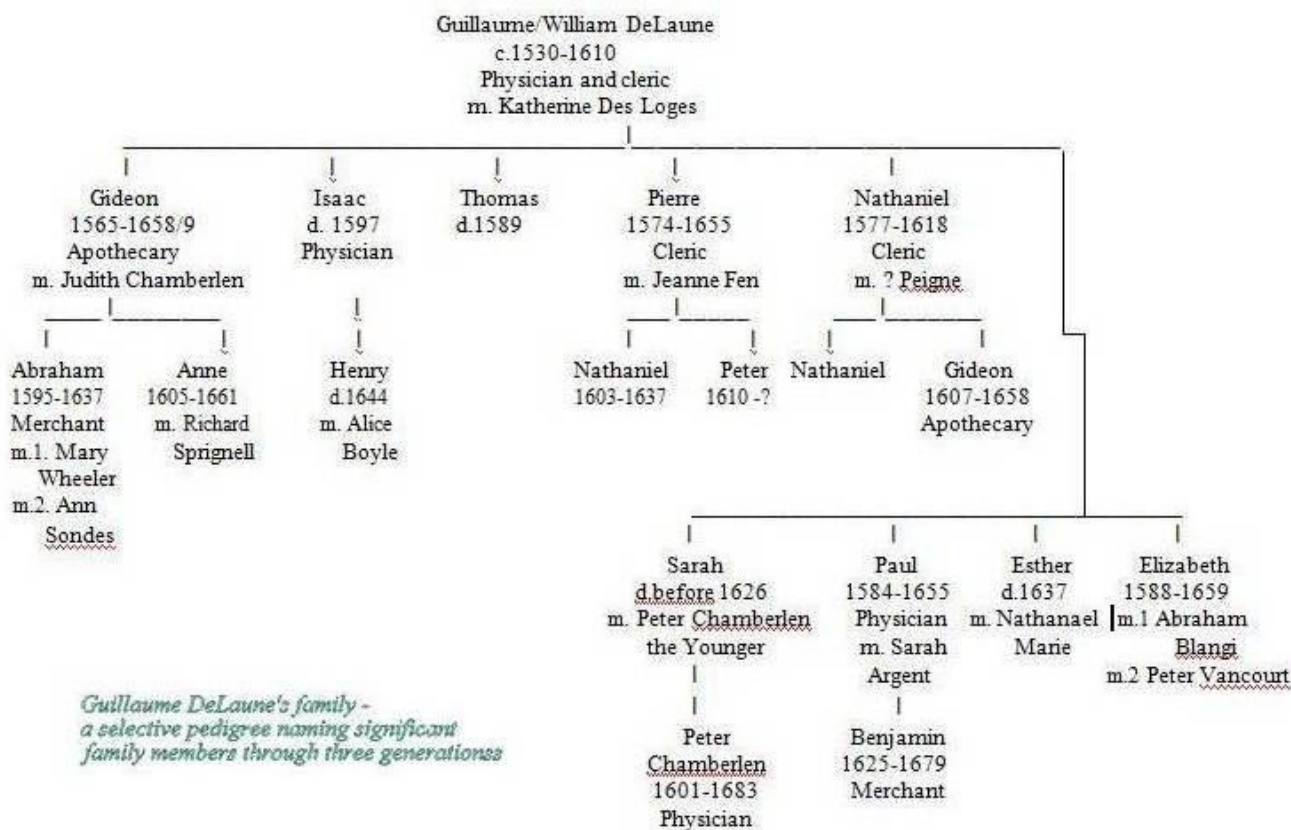 Guillaume/William DeLaune
c.1530-1610
Physician and cleric
m. Katherine Des Loges
Gideon
1565-1658/9
Apothecary
m. Judith Chamberlen
Isaac
d. 1597
Physician
Thomas
d.1589
Pierre
1574-1655
Cleric
m. Jeanne Fen
Nathaniel
1577-1618
Cleric
m. ? Peigne
Abraham
1595-1637
Merchant
m.1. Mary
Wheeler
m.2. Ann
Sondes
Anne
1605-1661
m. Richard
Sprignell
Henry
d.1644
m. Alice
Boyle
Nathaniel
1603-1637
Peter
1610 -?
Nathaniel
Gideon
1607-1658
Apothecary
Sarah
d.before 1626
m. Peter Chamberlen
the Younger
Paul
1584-1655
Physician
m. Sarah
Argent
Esther
d.1637
m. Nathanael
Marie
Elizabeth
1588-1659
m.1 Abraham
Blangi
m.2 Peter Vancourt
Peter
Chamberlen
1601-1683
Physician
Benjamin
1625-1679
Merchant
Guillaume DeLaune's family -
a selective pedigree naming significant
family members through three generationss